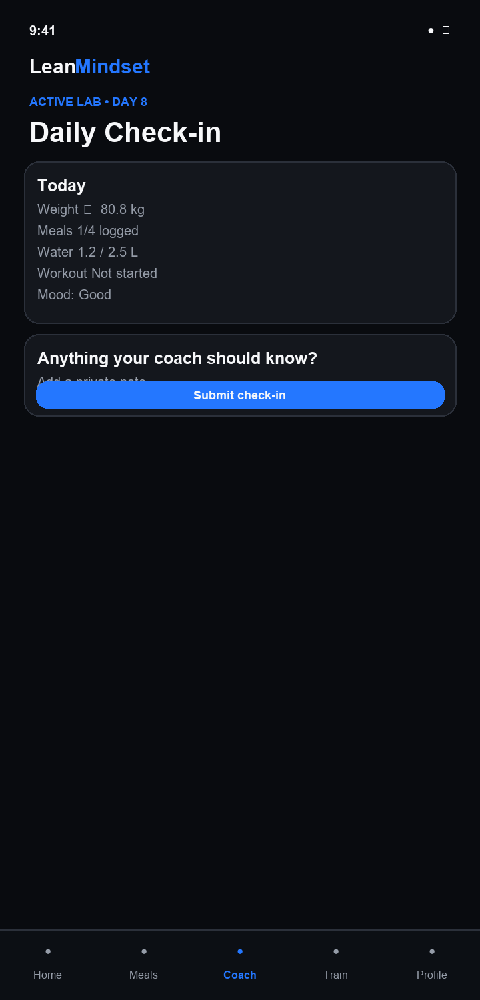 9:41
LeanMindset
ACTIVE LAB • DAY 8
Daily Check-in
Today
Weight 80.8 kg
Meals 1/4 logged
Water 1.2 / 2.5 L
Workout Not started
Mood: Good
Anything your coach should know?
Add a private note
Submit check-in
Home Meals Coach Train Profile